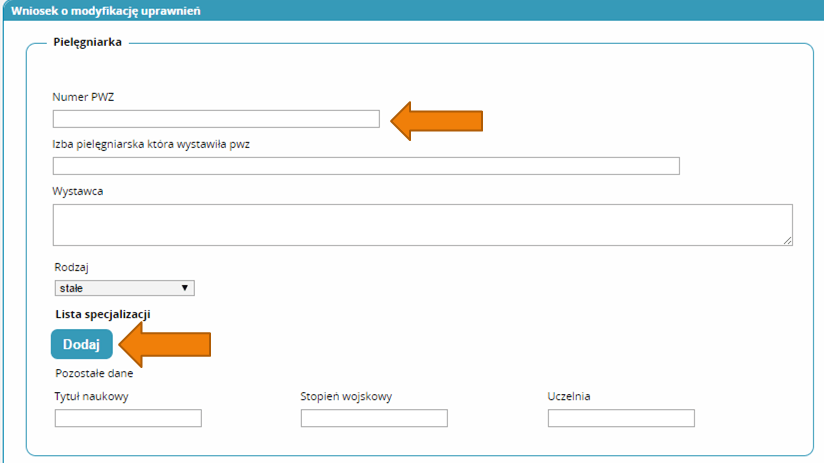 Wniosek o modyfikację uprawnień
Pielęgniarka
Numer PWZ
Izba pielęgniarska która wystawiła pwz
Wystawca
Rodzaj
stałe
Lista specjalizacji
Dodaj
Pozostałe dane
Tytuł naukowy Stopień wojskowy Uczelnia